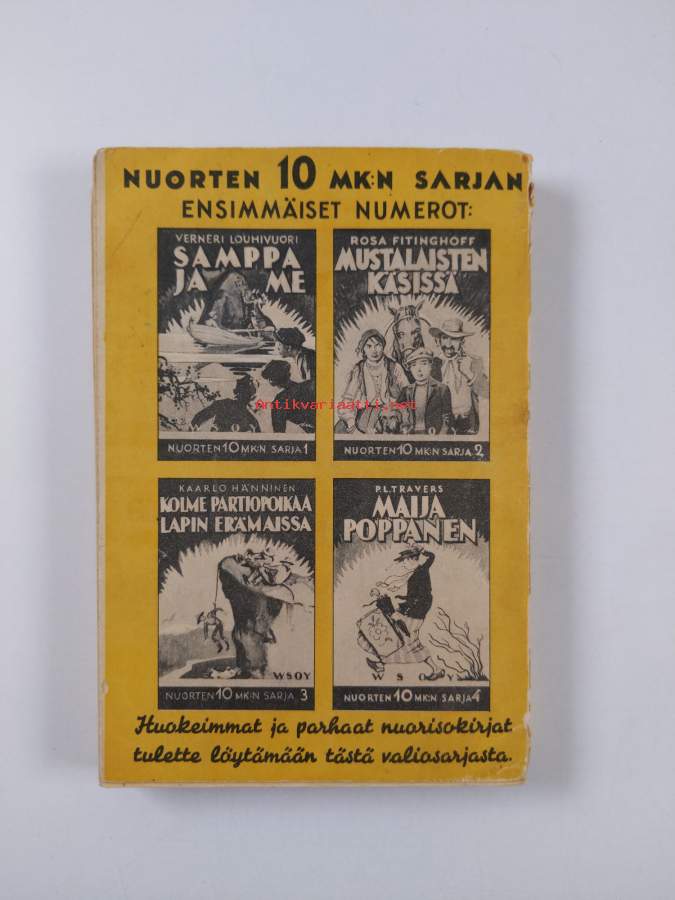 NUORTEN 10 MK:N SARJAN
ENSIMMÄISET NUMEROT:
VERNERI LOUHIVUORI
SAMPPA
JA ME
NUORTEN 10 MK:N SARJA 1
ROSA FITINGHOFF
MUSTALAISTEN
KÄSISSÄ
NUORTEN 10 MK:N SARJA 2
Antikvariaatti.net
KAARLO HÄNNINEN
KOLME PARTIOPOIKAA
LAPIN ERÄMAISSA
WSOY
NUORTEN 10 MK:N SARJA 3
P.L. TRAVERS
MAIJA
POPPANEN
WSOY
NUORTEN 10 MK:N SARJA 4
Huokeimmat ja parhaat nuorisokirjat
tulette löytämään tästä valiosarjasta.